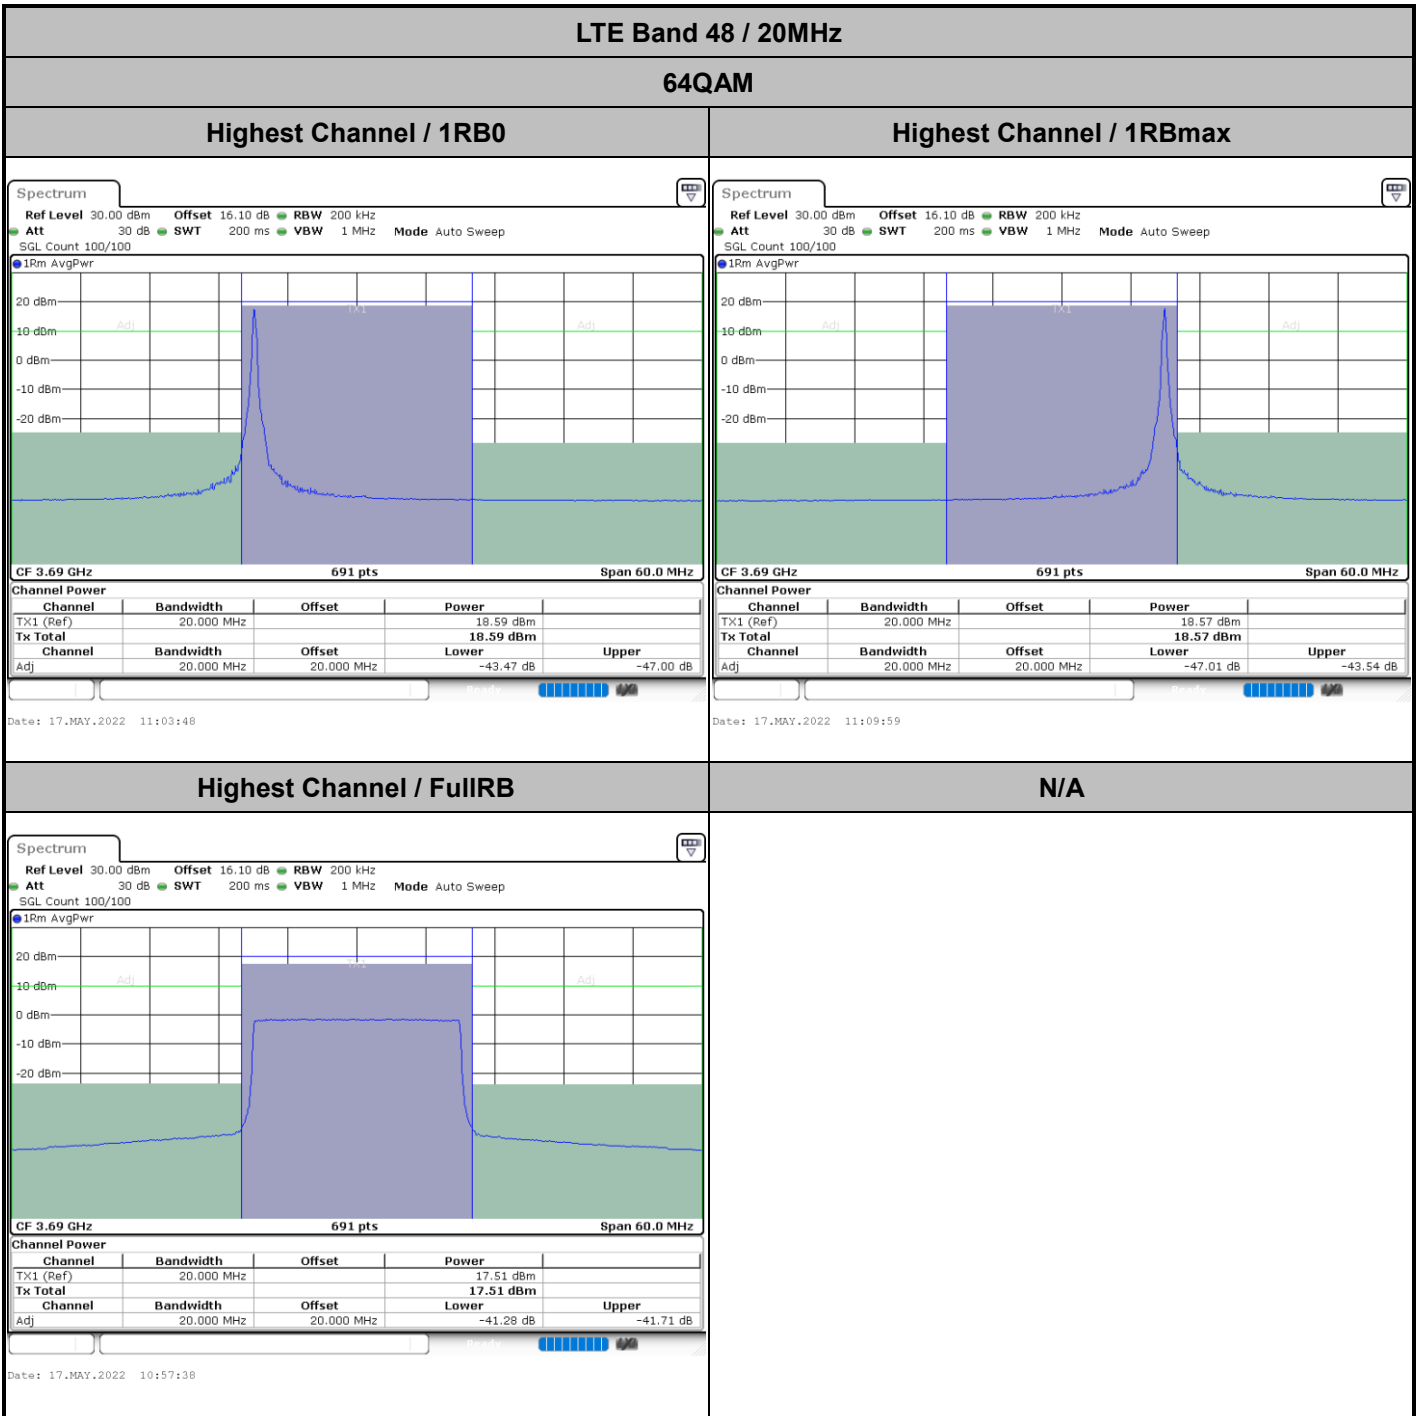 LTE Band 48 / 20MHz
64QAM
Highest Channel / 1RB0
Highest Channel / 1RBmax
Spectrum
Ref Level 30.00 dBm Offset 16.10 dB RBW 200 kHz
Att 30 dB SWT 200 ms VBW 1 MHz Mode Auto Sweep
SGL Count 100/100
1Rm AvgPwr
TX1
20 dBm
Adj
Adj
10 dBm
0 dBm
-10 dBm
-20 dBm
CF 3.69 GHz 691 pts Span 60.0 MHz
Channel Power
Channel Bandwidth Offset Power
TX1 (Ref) 20.000 MHz 18.59 dBm
Tx Total 18.59 dBm
Channel Bandwidth Offset Lower Upper
Adj 20.000 MHz 20.000 MHz -43.47 dB -47.00 dB
Ready
Date: 17.MAY.2022 11:03:48
Spectrum
Ref Level 30.00 dBm Offset 16.10 dB RBW 200 kHz
Att 30 dB SWT 200 ms VBW 1 MHz Mode Auto Sweep
SGL Count 100/100
1Rm AvgPwr
TX1
20 dBm
Adj
Adj
10 dBm
0 dBm
-10 dBm
-20 dBm
CF 3.69 GHz 691 pts Span 60.0 MHz
Channel Power
Channel Bandwidth Offset Power
TX1 (Ref) 20.000 MHz 18.57 dBm
Tx Total 18.57 dBm
Channel Bandwidth Offset Lower Upper
Adj 20.000 MHz 20.000 MHz -47.01 dB -43.54 dB
Ready
Date: 17.MAY.2022 11:09:59
Highest Channel / FullRB
N/A
Spectrum
Ref Level 30.00 dBm Offset 16.10 dB RBW 200 kHz
Att 30 dB SWT 200 ms VBW 1 MHz Mode Auto Sweep
SGL Count 100/100
1Rm AvgPwr
TX1
20 dBm
Adj
Adj
10 dBm
0 dBm
-10 dBm
-20 dBm
CF 3.69 GHz 691 pts Span 60.0 MHz
Channel Power
Channel Bandwidth Offset Power
TX1 (Ref) 20.000 MHz 17.51 dBm
Tx Total 17.51 dBm
Channel Bandwidth Offset Lower Upper
Adj 20.000 MHz 20.000 MHz -41.28 dB -41.71 dB
Ready
Date: 17.MAY.2022 10:57:38